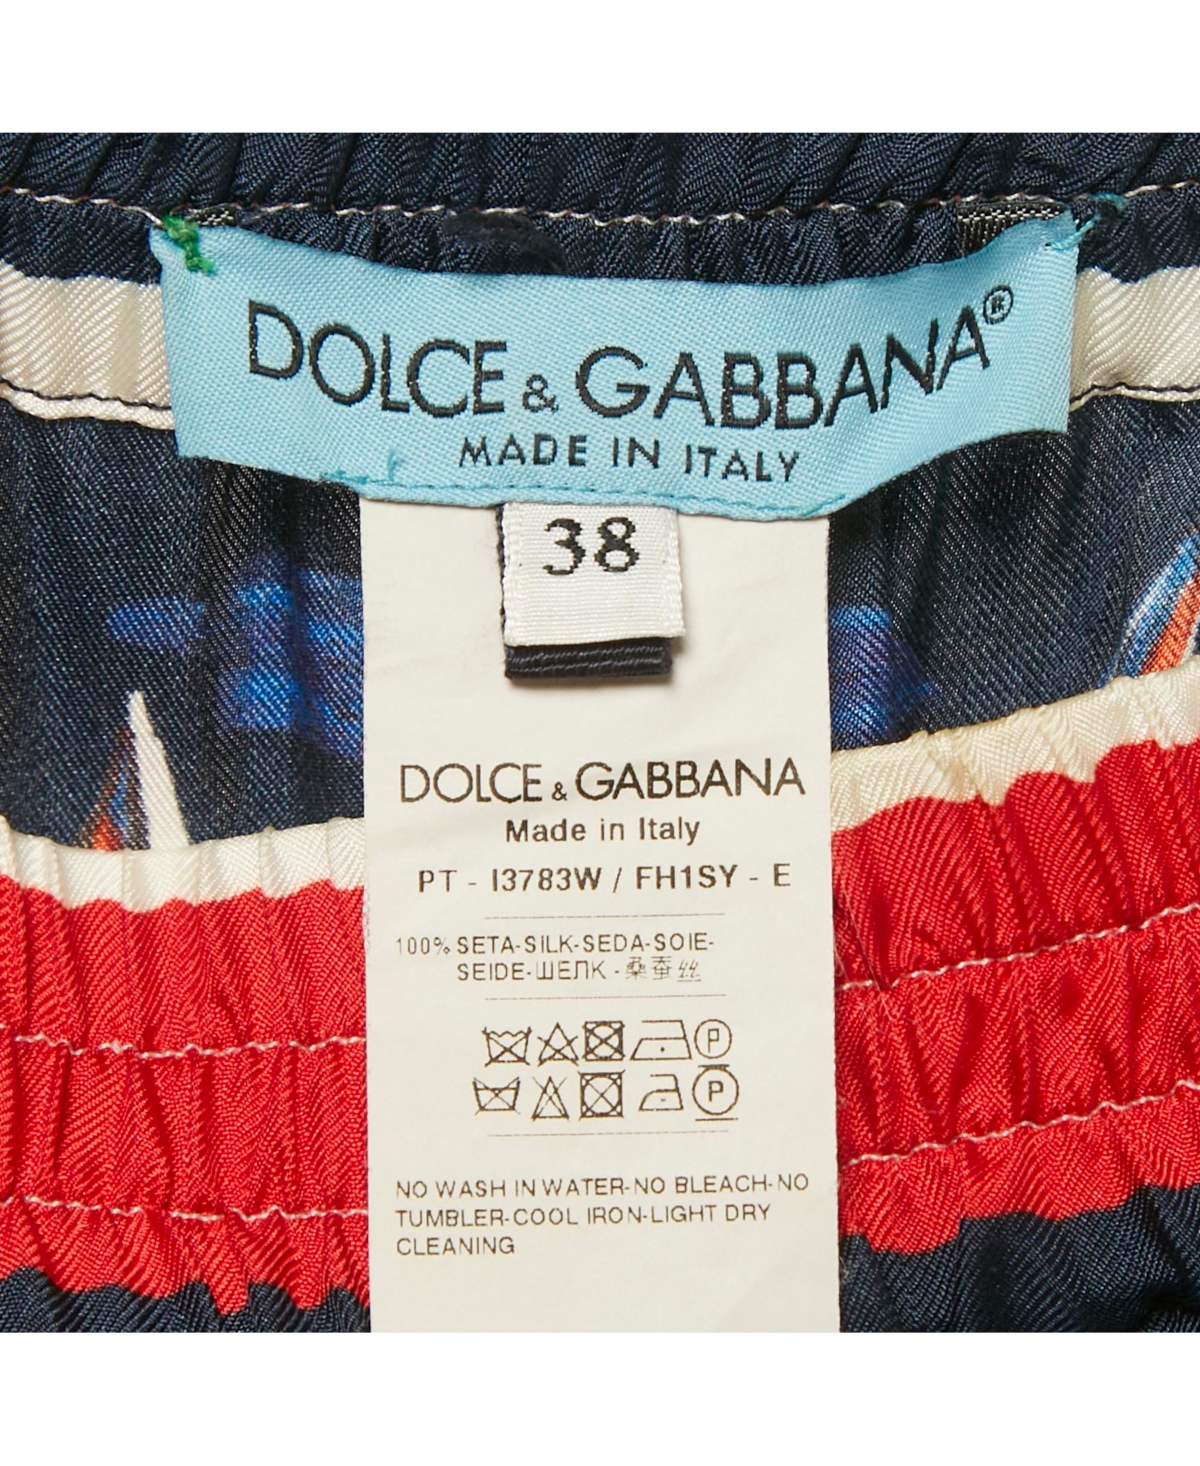 DOLCE & GABBANA®
MADE IN ITALY
38
DOLCE & GABBANA
Made in Italy
PT - I3783W / FH1SY - E
100% SETA-SILK-SEDA-SOIE-
SEIDE-ШЕЛК -桑蚕丝
P
P
NO WASH IN WATER-NO BLEACH-NO
TUMBLER-COOL IRON-LIGHT DRY
CLEANING